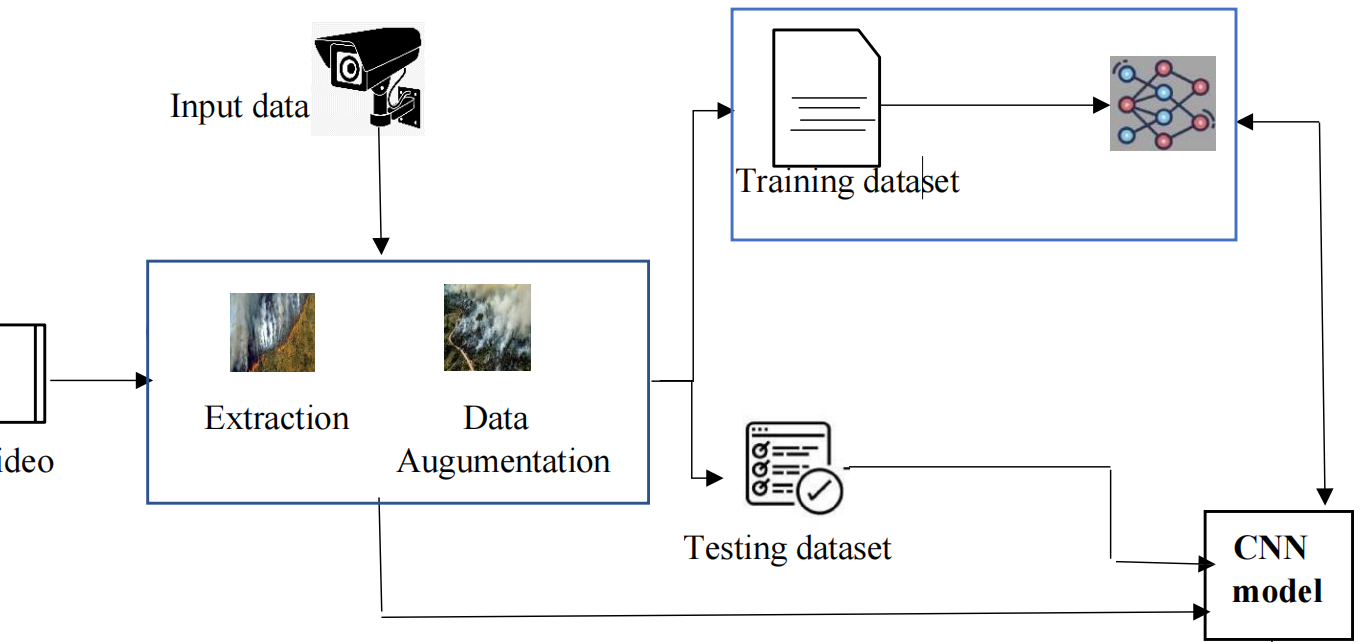 Input data
Training dataset
Extraction
Data
Augumentation
ideo
Testing dataset
CNN
model